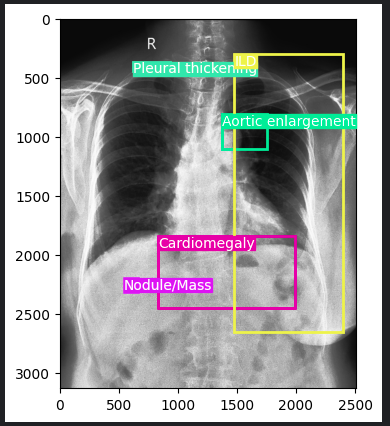 0
R
ILD
Pleural thickening
500
Aortic enlargement
1000
1500
Cardiomegaly
2000
Nodule/Mass
2500
3000
0 500 1000 1500 2000 2500